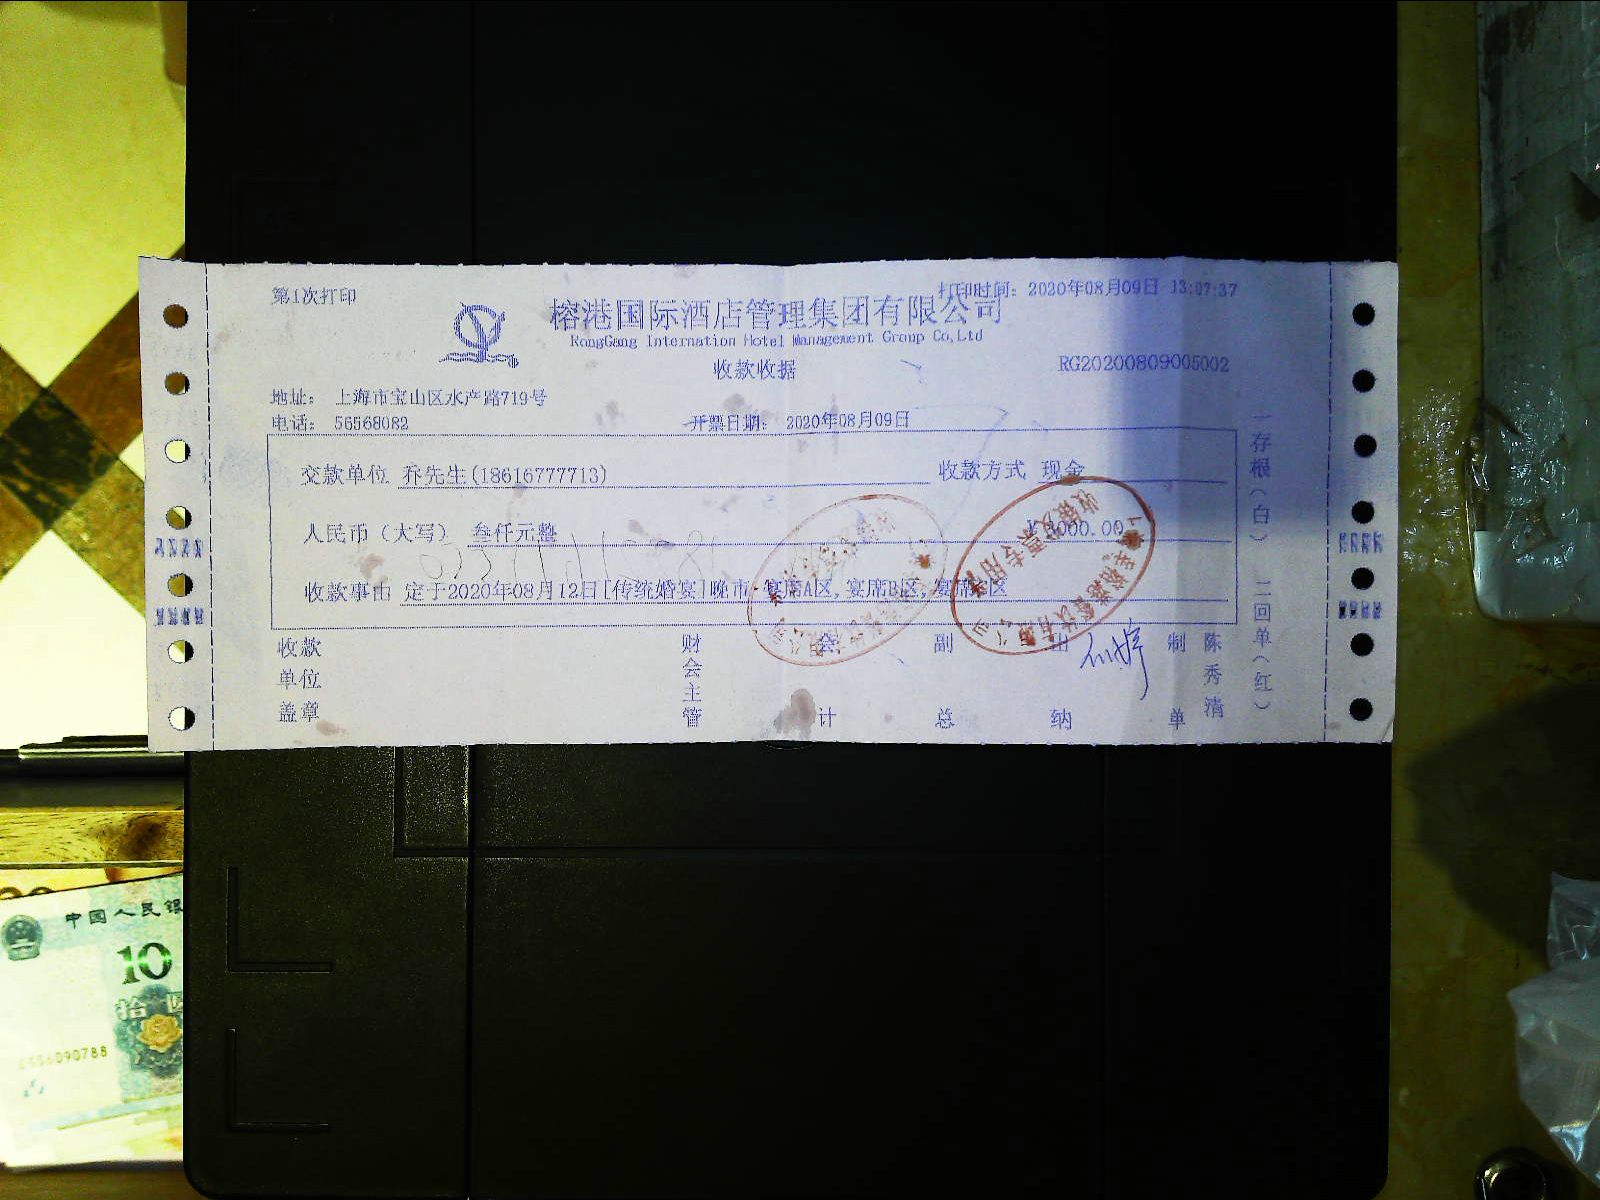 第1次打印
打印时间: 2020年08月09日 13:07:37
榕港国际酒店管理集团有限公司
RongGang Internation Hotel Management Group Co,Ltd
收款收据
RG20200809005002
地址: 上海市宝山区水产路719号
电话: 56568082
开票日期: 2020年08月09日
交款单位 乔先生(18616777713) 收款方式 现金
人民币(大写) 叁仟元整
¥3000.00
收款事由 定于2020年08月12日[传统婚宴]晚市,宴席A区,宴席B区,宴席C区
收款单位盖章
财会主管
会计
副总
出纳
制单
陈秀清
一存根(白) 二回单(红)
中国人民银
10
拾